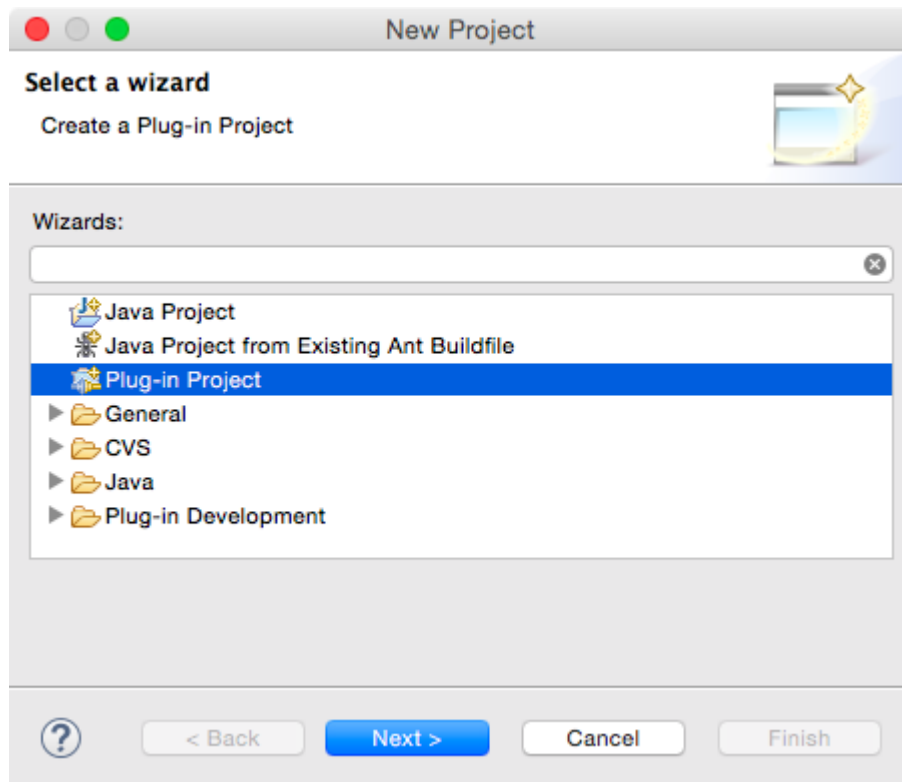 New Project
Select a wizard
Create a Plug-in Project
Wizards:
Java Project
Java Project from Existing Ant Buildfile
Plug-in Project
General
CVS
Java
Plug-in Development
? < Back Next > Cancel Finish